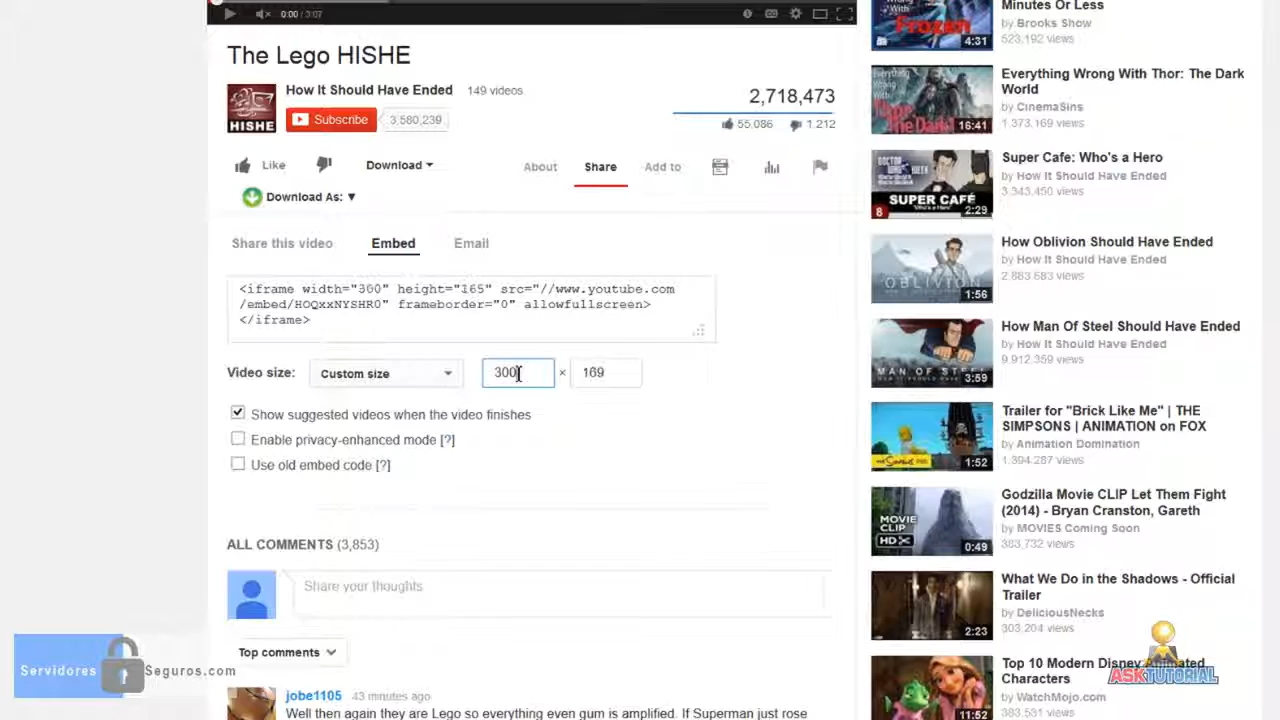 0:00 / 3:07
The Lego HISHE
HISHE
How It Should Have Ended 149 videos
Subscribe 3,580,239
2,718,473
55,086 1,212
Like
Download
About
Share
Add to
Download As: ▼
Share this video
Embed
Email
<iframe width="300" height="165" src="//www.youtube.com
/embed/HOQxxNYSHR0" frameborder="0" allowfullscreen>
</iframe>
Video size:
Custom size
300 × 169
Show suggested videos when the video finishes
Enable privacy-enhanced mode [?]
Use old embed code [?]
ALL COMMENTS (3,853)
Share your thoughts
Top comments
jobe1105 43 minutes ago
Well then again they are Lego so everything even gum is amplified. If Superman just rose
Wrong With
Frozen
4:31
Minutes Or Less
by Brooks Show
523,192 views
Everything
Wrong With
Thor:
The Dark
16:41
Everything Wrong With Thor: The Dark
World
by CinemaSins
1,373,169 views
SUPER CAFÉ
"Who's a Hero"
8
2:29
Super Cafe: Who's a Hero
by How It Should Have Ended
3,343,450 views
OBLIVION
1:56
How Oblivion Should Have Ended
by How It Should Have Ended
2,883,683 views
MAN OF STEEL
3:59
How Man Of Steel Should Have Ended
by How It Should Have Ended
9,912,359 views
1:52
Trailer for "Brick Like Me" | THE
SIMPSONS | ANIMATION on FOX
by Animation Domination
1,394,287 views
MOVIE
CLIP
HD
0:49
Godzilla Movie CLIP Let Them Fight
(2014) - Bryan Cranston, Gareth
by MOVIES Coming Soon
383,732 views
2:23
What We Do in the Shadows - Official
Trailer
by DeliciousNecks
303,204 views
11:52
Top 10 Modern Disney Animated
Characters
by WatchMojo.com
383,531 views
Servidores Seguros.com
ASKTUTORIAL